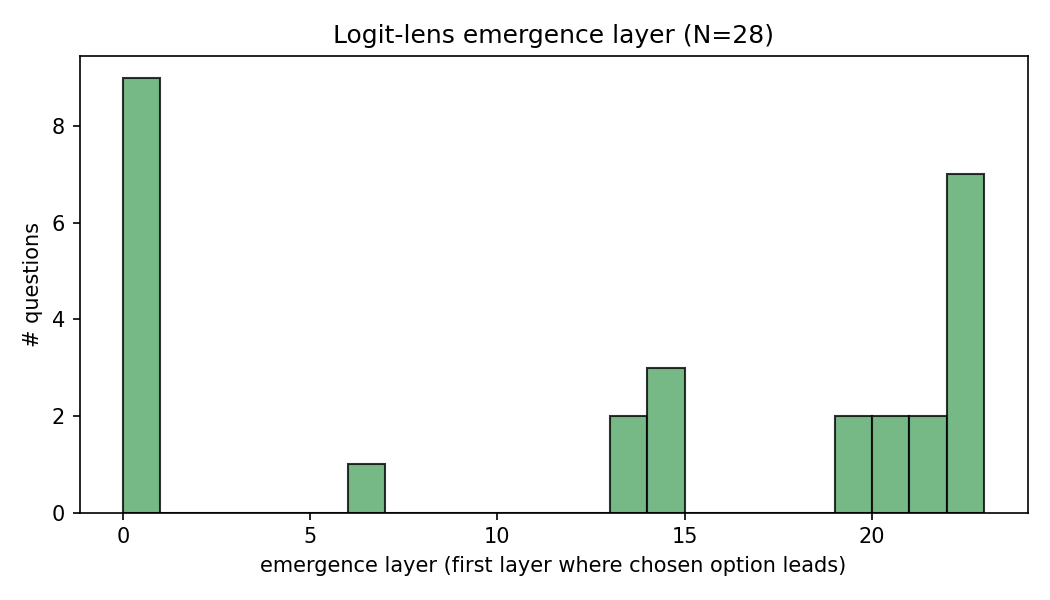 Logit-lens emergence layer (N=28)
# questions
8
6
4
2
0
0 5 10 15 20
emergence layer (first layer where chosen option leads)